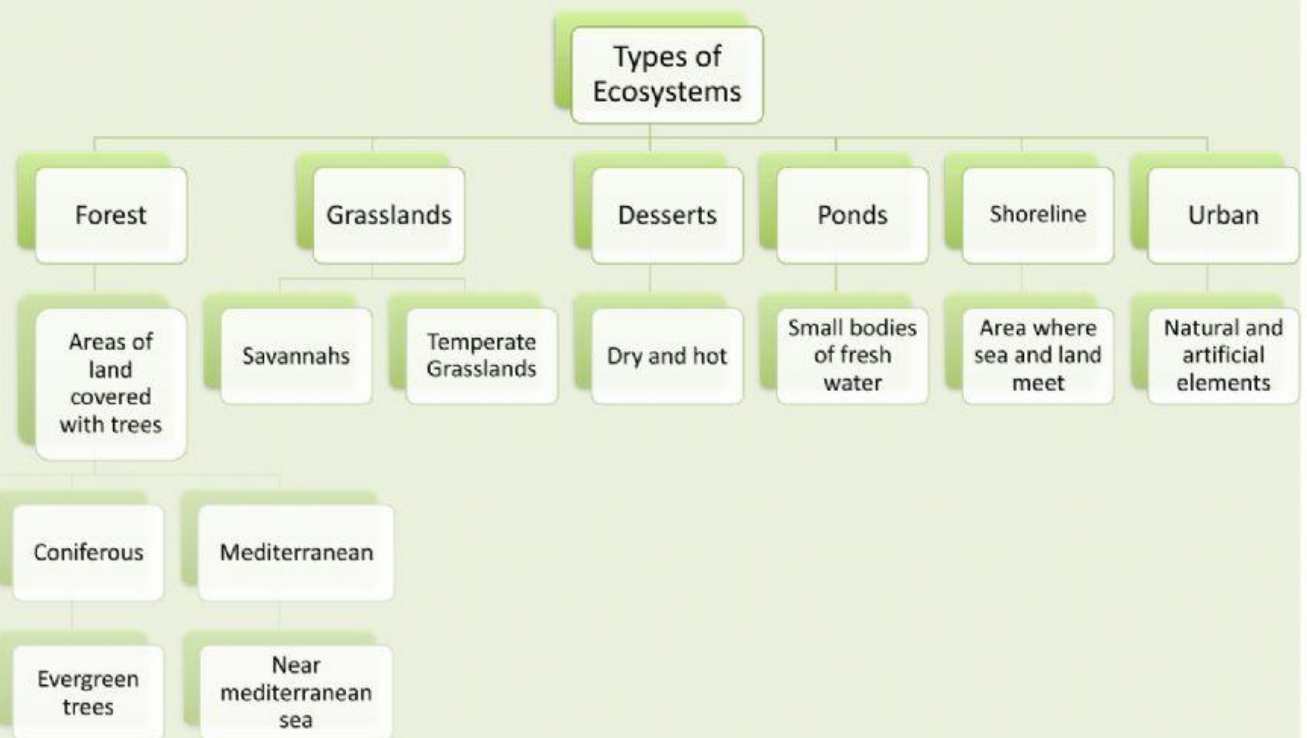 Types of
Ecosystems
Forest
Grasslands
Desserts
Ponds
Shoreline
Urban
Areas of
land
covered
with trees
Savannahs
Temperate
Grasslands
Dry and hot
Small bodies
of fresh
water
Area where
sea and land
meet
Natural and
artificial
elements
Coniferous
Mediterranean
Evergreen
trees
Near
mediterranean
sea